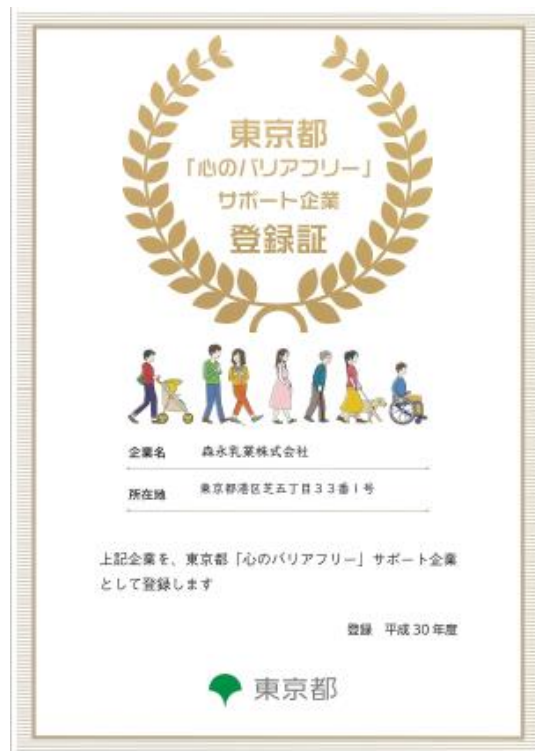 東京都
「心のバリアフリー」
サポート企業
登録証
企業名 森永乳業株式会社
所在地 東京都港区芝五丁目33番1号
上記企業を、東京都「心のバリアフリー」サポート企業
として登録します
登録 平成30年度
東京都